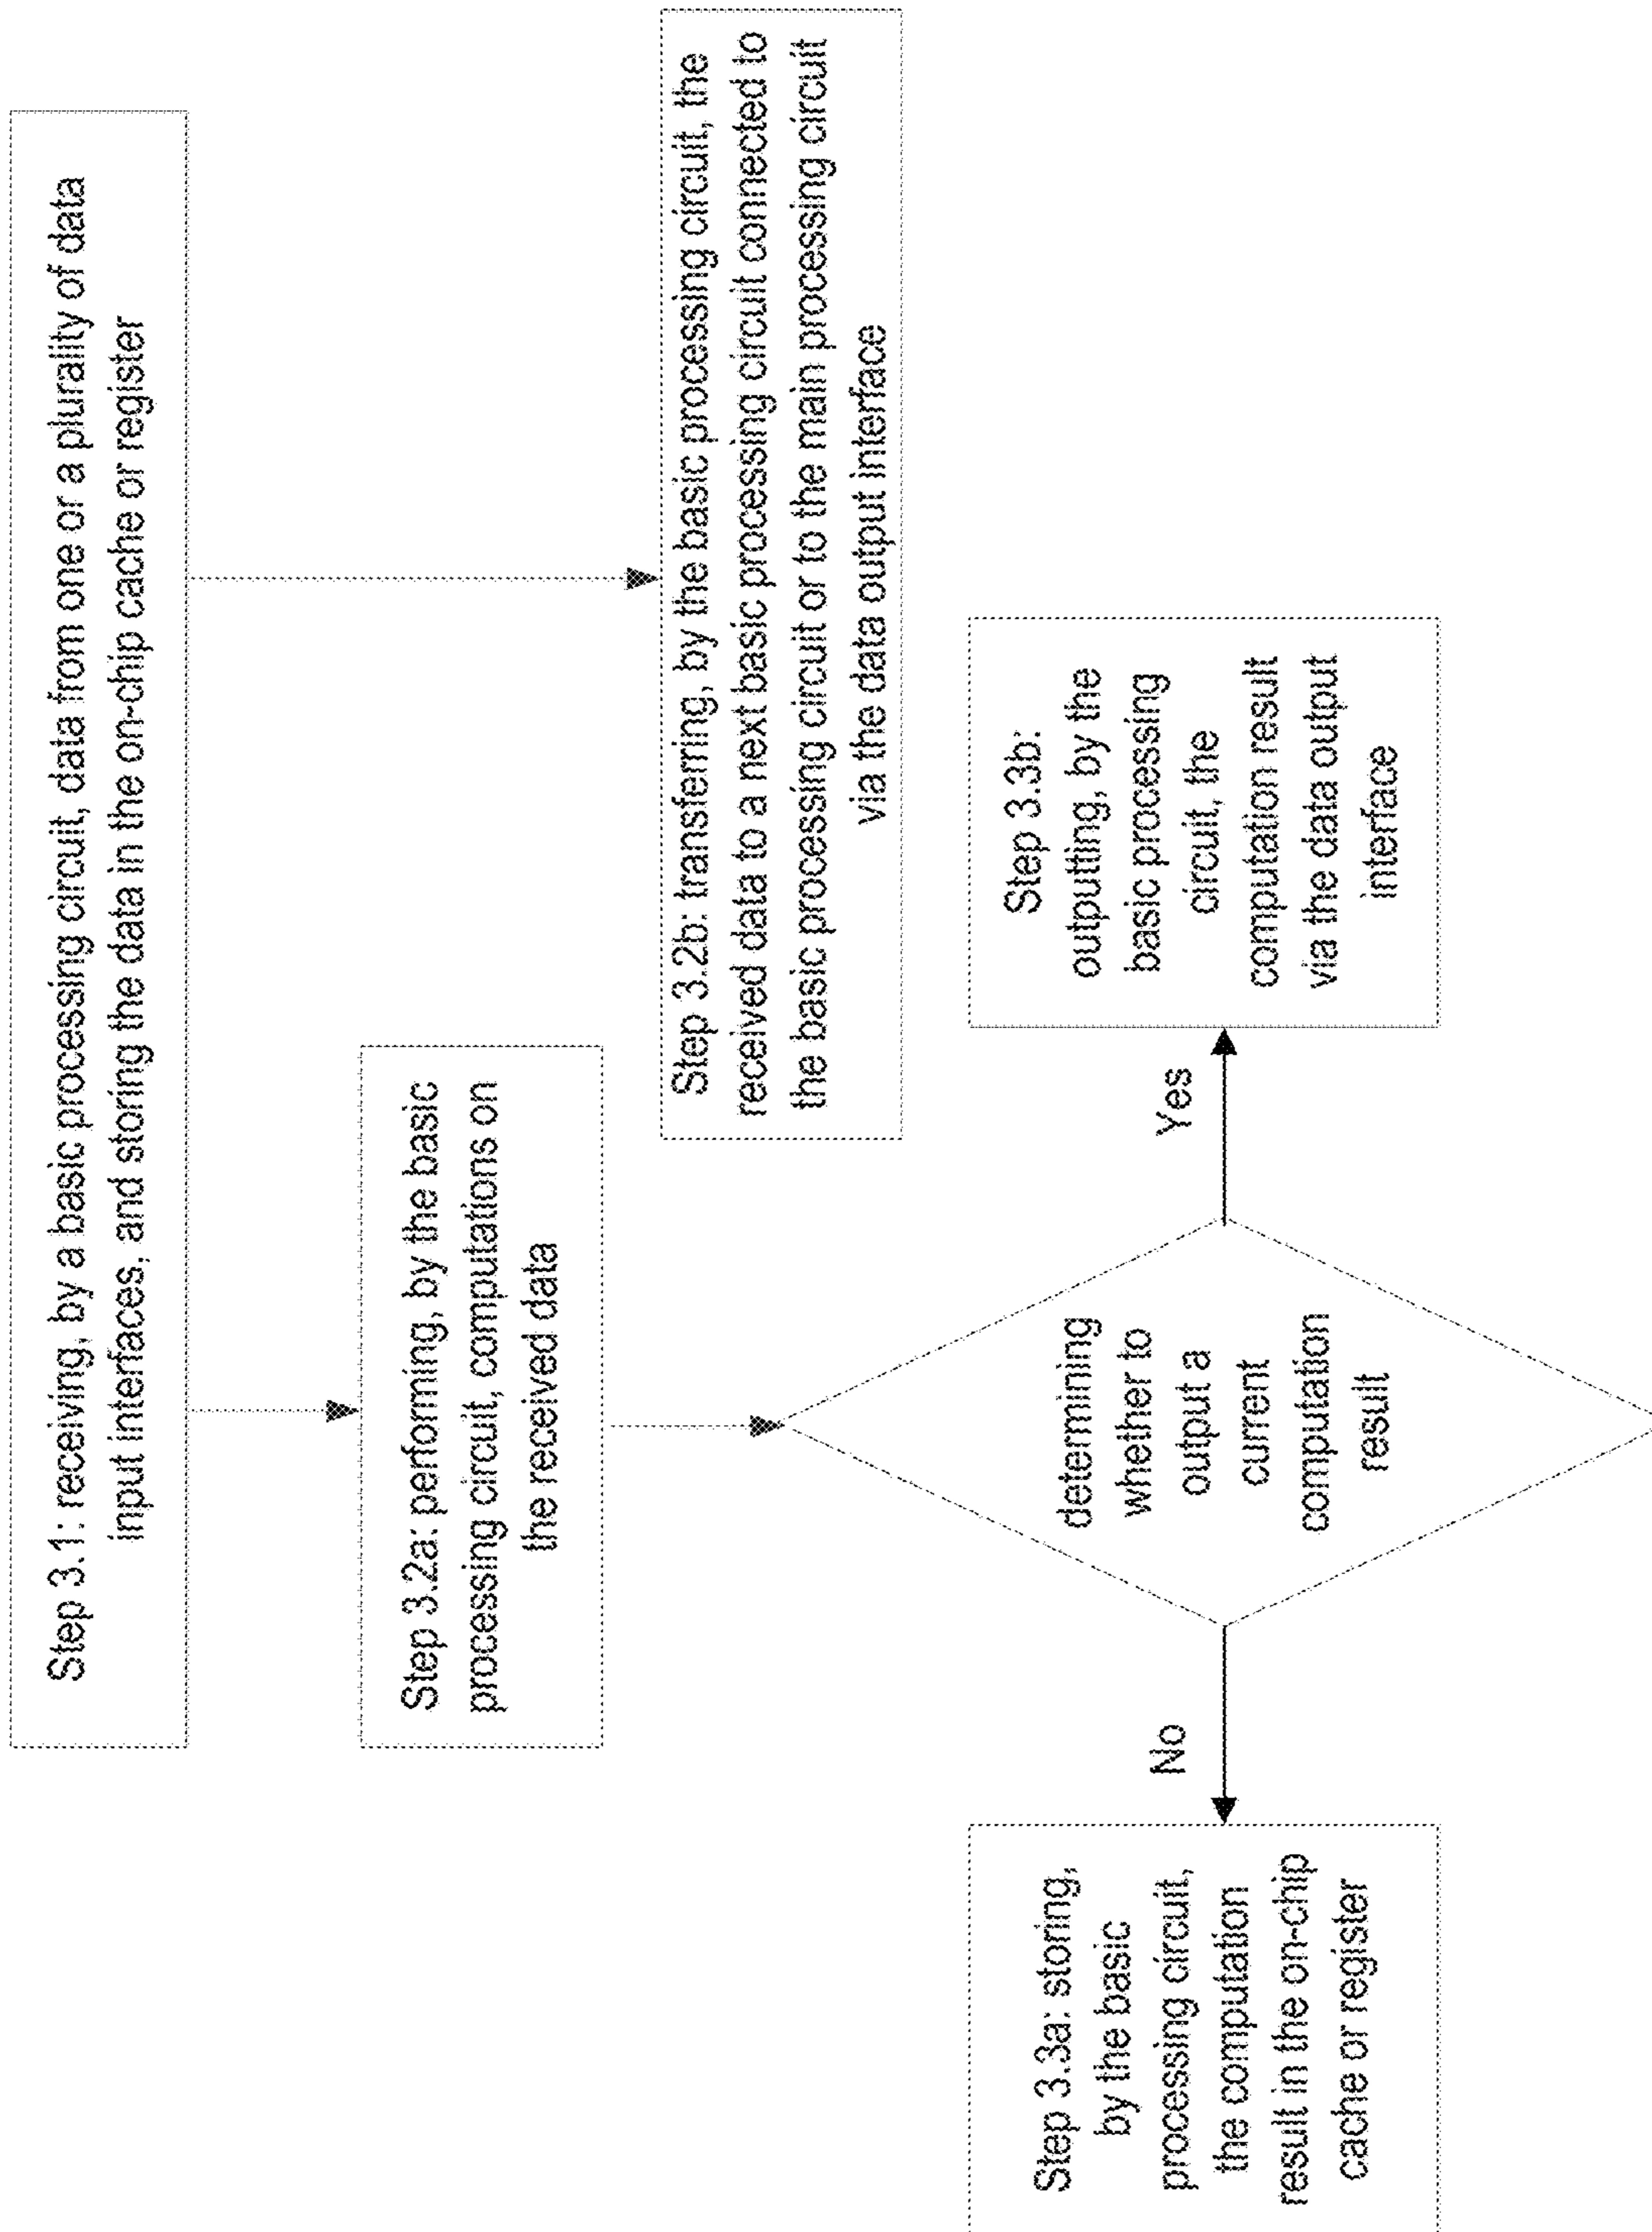 Step 3.1: receiving, by a basic processing circuit, data from one or a plurality of data
input interfaces, and storing the data in the on-chip cache or register
Step 3.2a: performing, by the basic
processing circuit, computations on
the received data
Step 3.2b: transferring, by the basic processing circuit, the
received data to a next basic processing circuit connected to
the basic processing circuit or to the main processing circuit
via the data output interface
determining
whether to
output a
current
computation
result
No
Yes
Step 3.3a: storing,
by the basic
processing circuit,
the computation
result in the on-chip
cache or register
Step 3.3b:
outputting, by the
basic processing
circuit, the
computation result
via the data output
interface